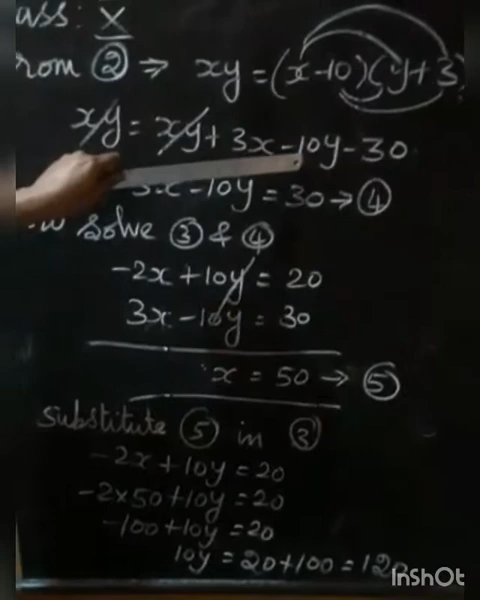 ass: X
rom ② ⇒ xy = (x-10)(y+3)
xy = xy + 3x - 10y - 30
3x - 10y = 30 → ④
Solve ③ & ④
-2x + 10y = 20
3x - 10y = 30
x = 50 → ⑤
Substitute ⑤ in ③
-2x + 10y = 20
-2×50 + 10y = 20
-100 + 10y = 20
10y = 20 + 100 = 120
InShOt